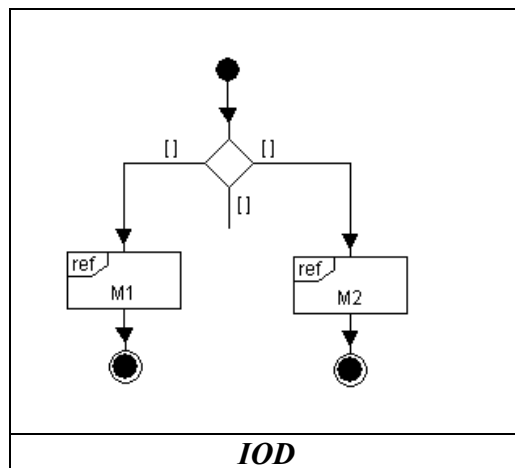 [ ] [ ]
[ ]
ref
M1
ref
M2
IOD